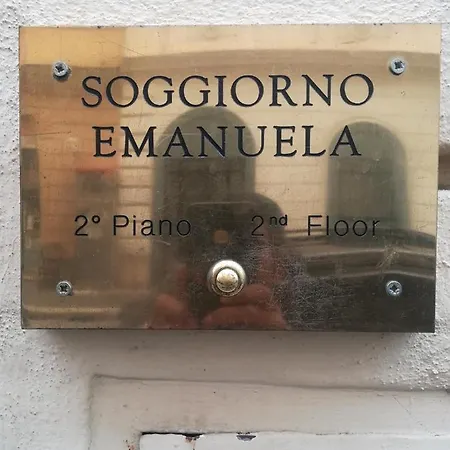 SOGGIORNO
EMANUELA
2° Piano 2nd Floor